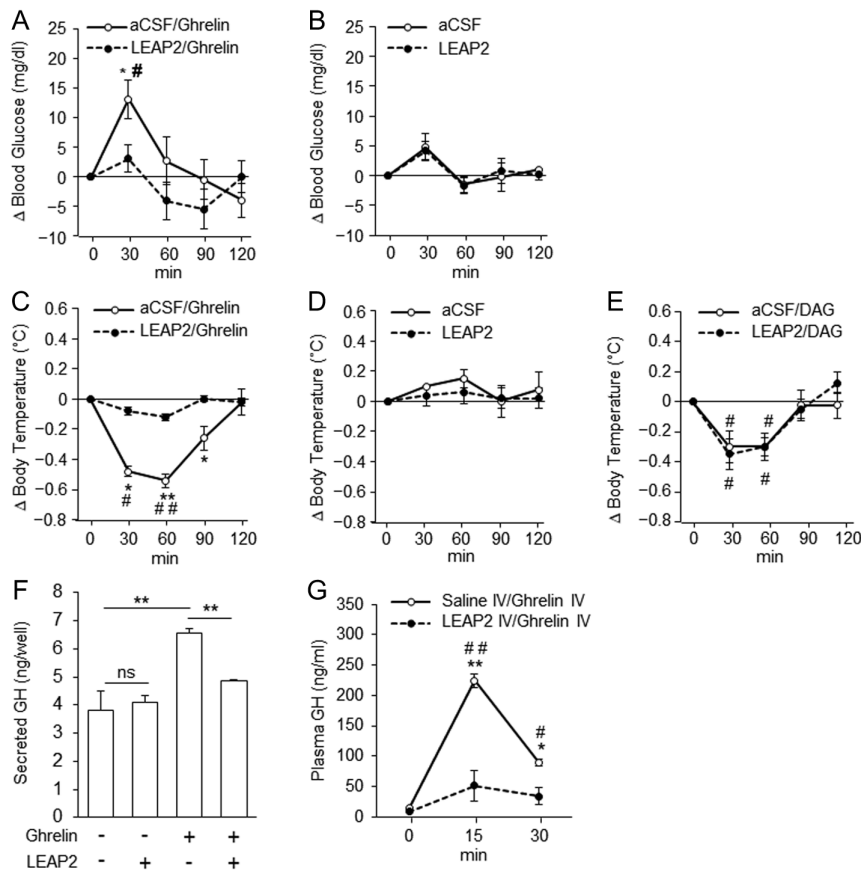 A
aCSF/Ghrelin
LEAP2/Ghrelin
Δ Blood Glucose (mg/dl)
25
20
15
10
5
0
−5
−10
* #
0 30 60 90 120
min
B
aCSF
LEAP2
Δ Blood Glucose (mg/dl)
25
20
15
10
5
0
−5
−10
0 30 60 90 120
min
C
aCSF/Ghrelin
LEAP2/Ghrelin
Δ Body Temperature (°C)
0.6
0.4
0.2
0
−0.2
−0.4
−0.6
−0.8
* ** *
# ##
0 30 60 90 120
min
D
aCSF
LEAP2
Δ Body Temperature (°C)
0.6
0.4
0.2
0
−0.2
−0.4
−0.6
−0.8
0 30 60 90 120
min
E
aCSF/DAG
LEAP2/DAG
Δ Body Temperature (°C)
0.6
0.4
0.2
0
−0.2
−0.4
−0.6
−0.8
# #
# #
0 30 60 90 120
min
F
Secreted GH (ng/well)
8
7
6
5
4
3
2
1
0
** **
ns
Ghrelin - - + +
LEAP2 - + - +
G
Saline IV/Ghrelin IV
LEAP2 IV/Ghrelin IV
Plasma GH (ng/ml)
350
300
250
200
150
100
50
0
##
**
#
*
0 15 30
min